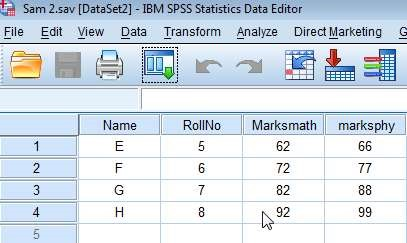 Sam 2.sav [DataSet2] - IBM SPSS Statistics Data Editor
File Edit View Data Transform Analyze Direct Marketing G
Name RollNo Marksmath marksphy
1 E 5 62 66
2 F 6 72 77
3 G 7 82 88
4 H 8 92 99
5